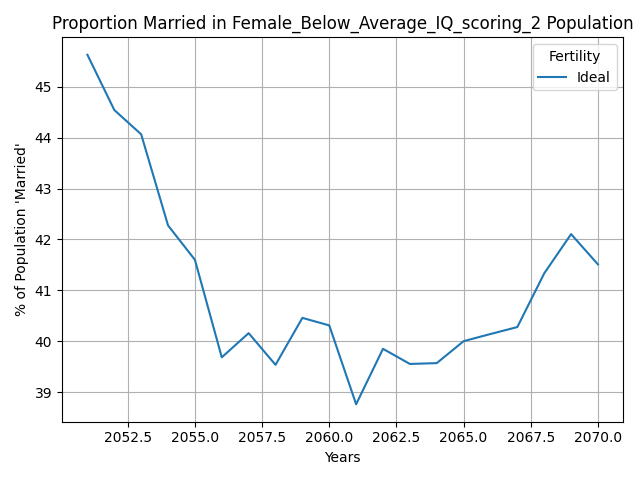 Proportion Married in Female_Below_Average_IQ_scoring_2 Population
Fertility
Ideal
% of Population 'Married'
45
44
43
42
41
40
39
2052.5 2055.0 2057.5 2060.0 2062.5 2065.0 2067.5 2070.0
Years